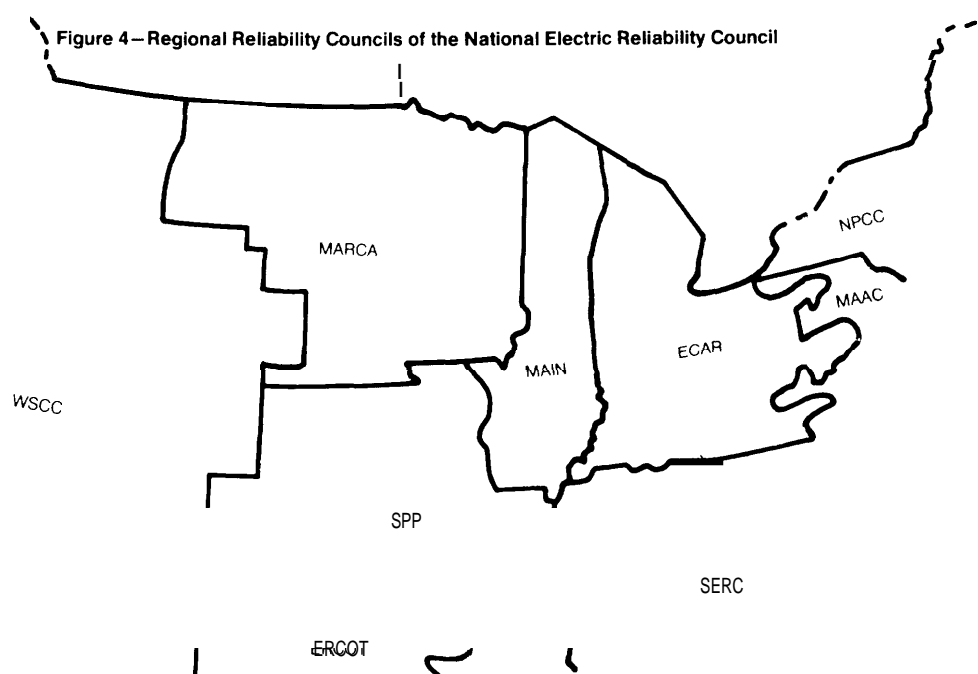 Figure 4—Regional Reliability Councils of the National Electric Reliability Council
NPCC
MARCA
MAAC
ECAR
MAIN
WSCC
SPP
SERC
ERCOT